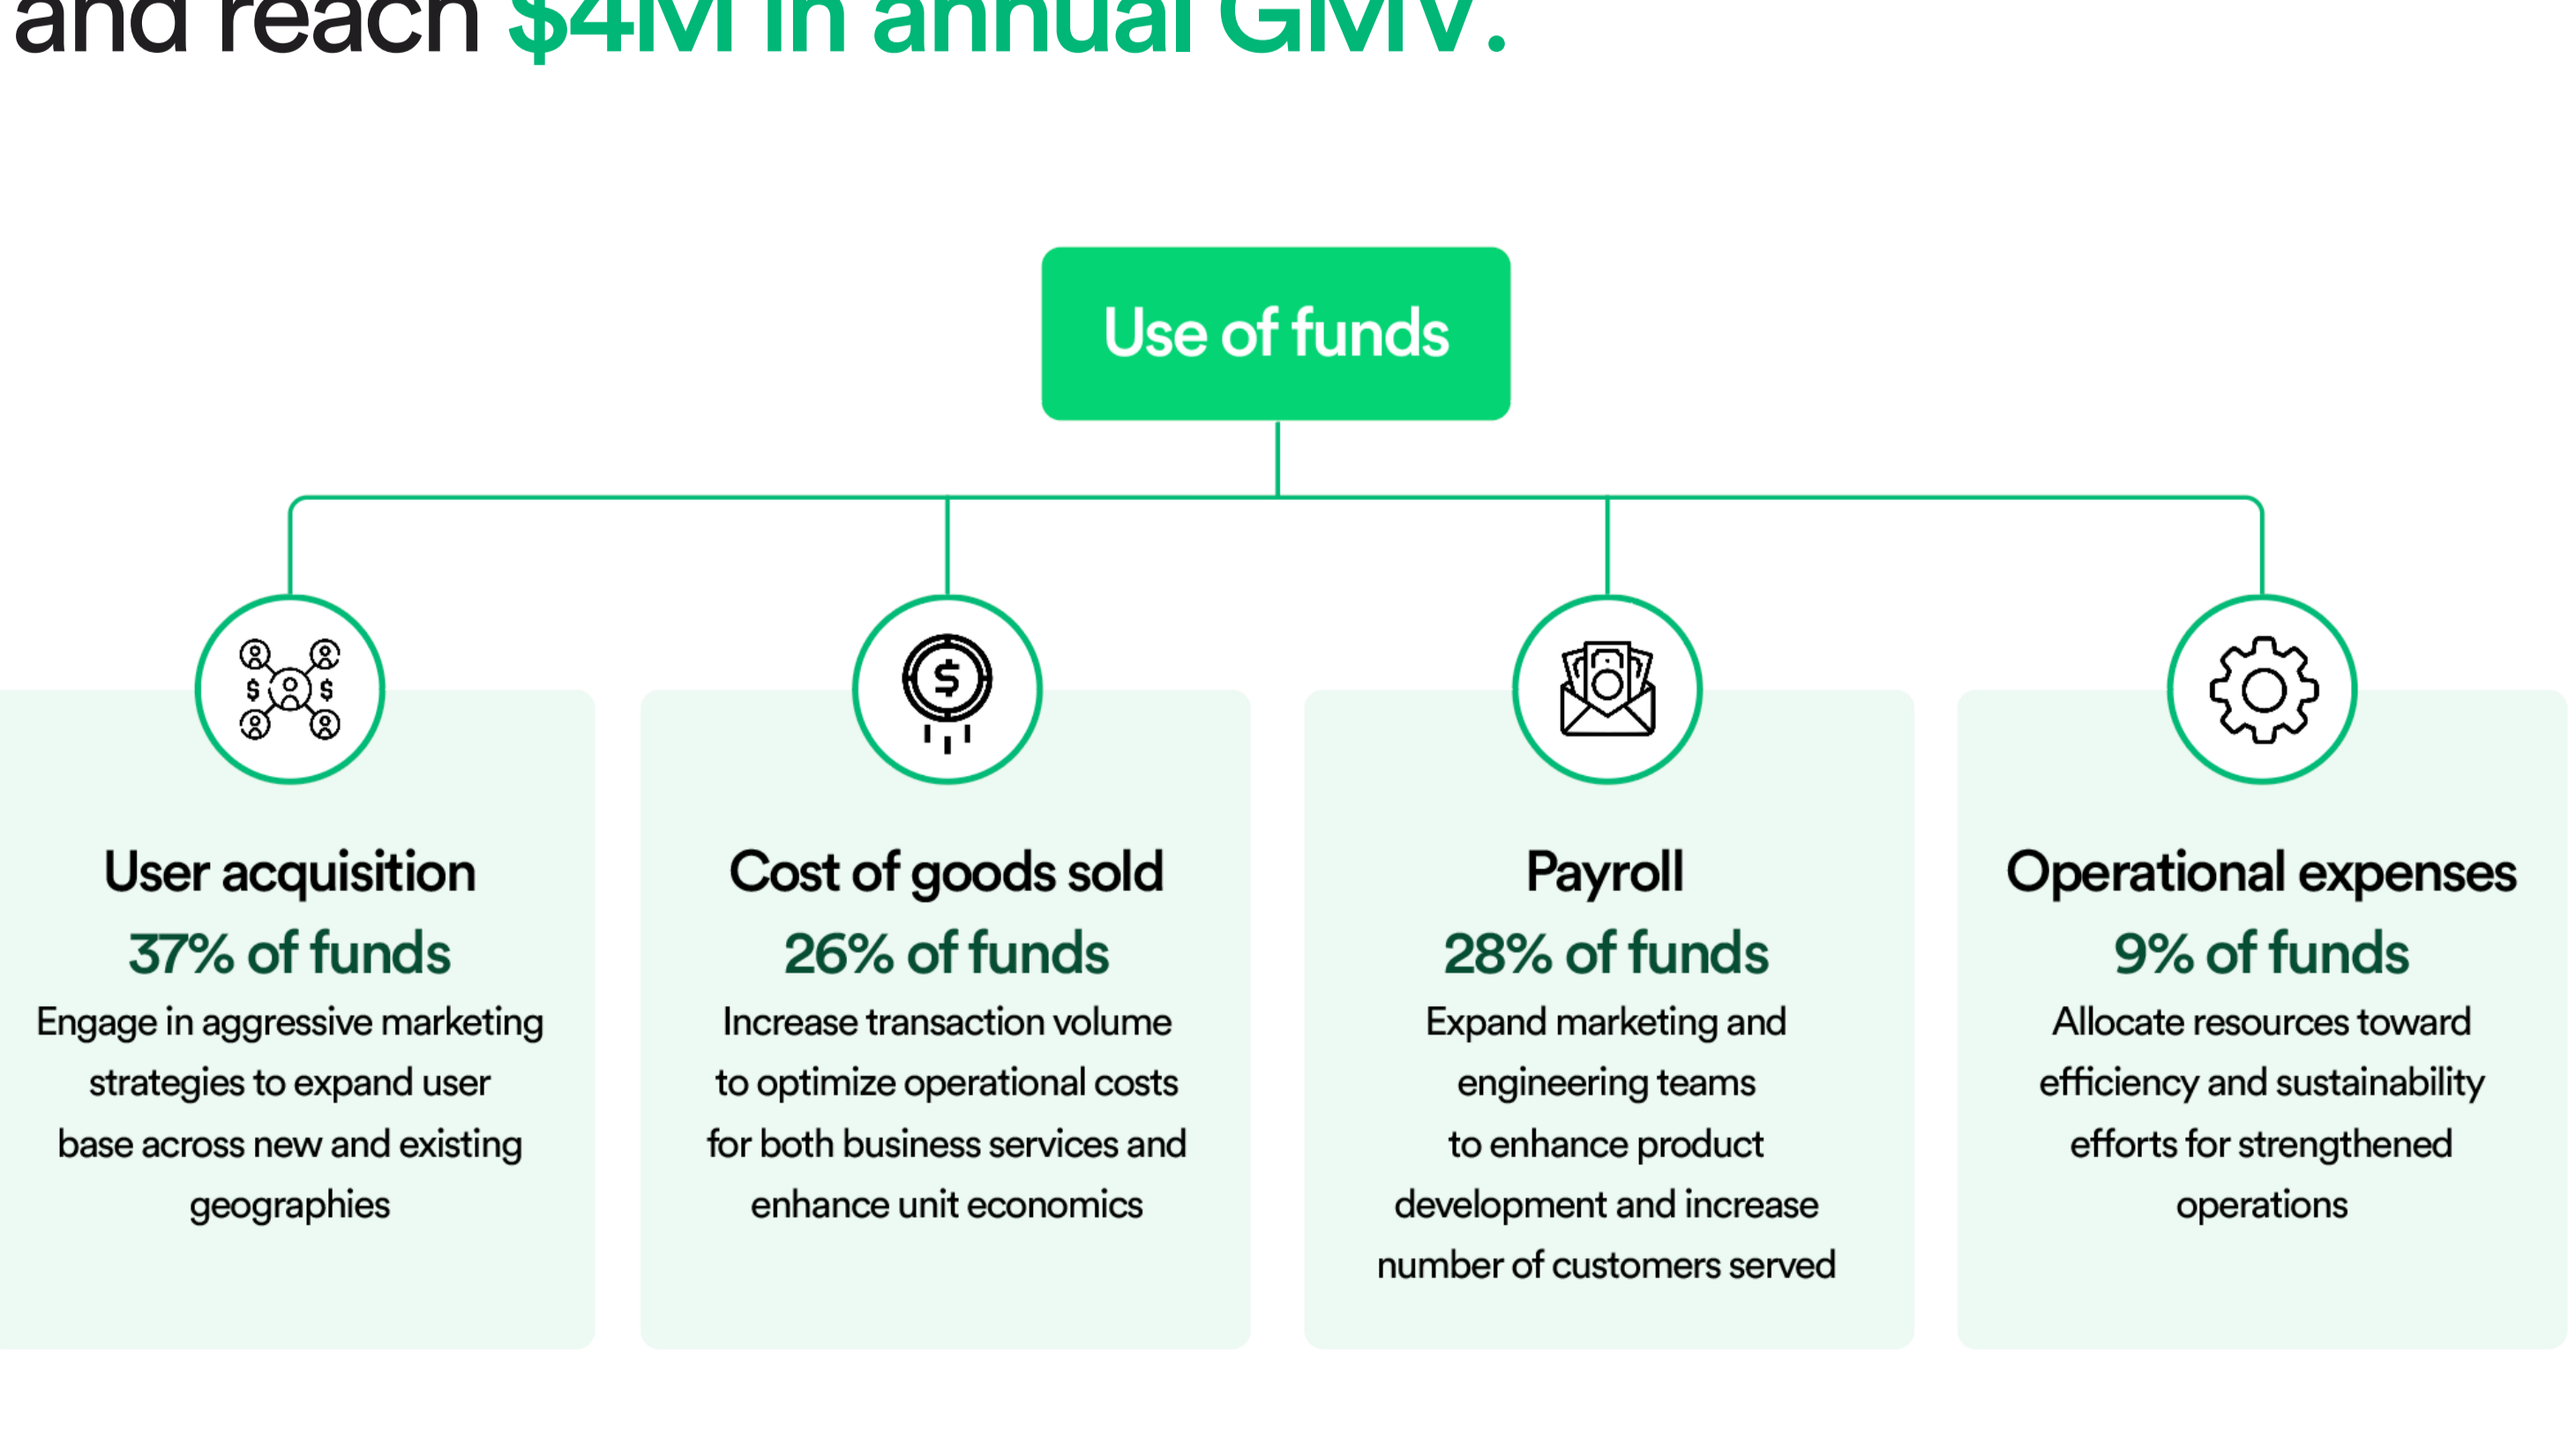 and reach $4M in annual GMV.
Use of funds
User acquisition
37% of funds
Engage in aggressive marketing
strategies to expand user
base across new and existing
geographies
Cost of goods sold
26% of funds
Increase transaction volume
to optimize operational costs
for both business services and
enhance unit economics
Payroll
28% of funds
Expand marketing and
engineering teams
to enhance product
development and increase
number of customers served
Operational expenses
9% of funds
Allocate resources toward
efficiency and sustainability
efforts for strengthened
operations